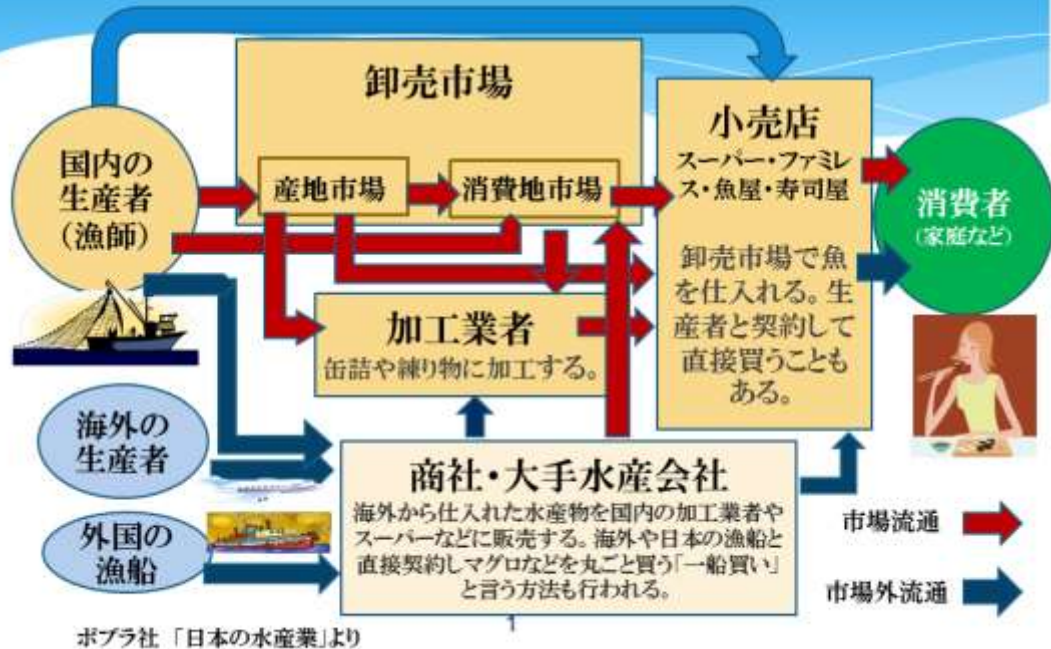 卸売市場
国内の
生産者
(漁師)
産地市場
消費地市場
小売店
スーパー・ファミレ
ス・魚屋・寿司屋
卸売市場で魚
を仕入れる。生
産者と契約して
直接買うことも
ある。
消費者
(家庭など)
加工業者
缶詰や練り物に加工する。
海外の
生産者
外国の
漁船
商社・大手水産会社
海外から仕入れた水産物を国内の加工業者や
スーパーなどに販売する。海外や日本の漁船と
直接契約しマグロなどを丸ごと買う「一船買い」
と言う方法も行われる。
市場流通
市場外流通
1
ポプラ社 「日本の水産業」より